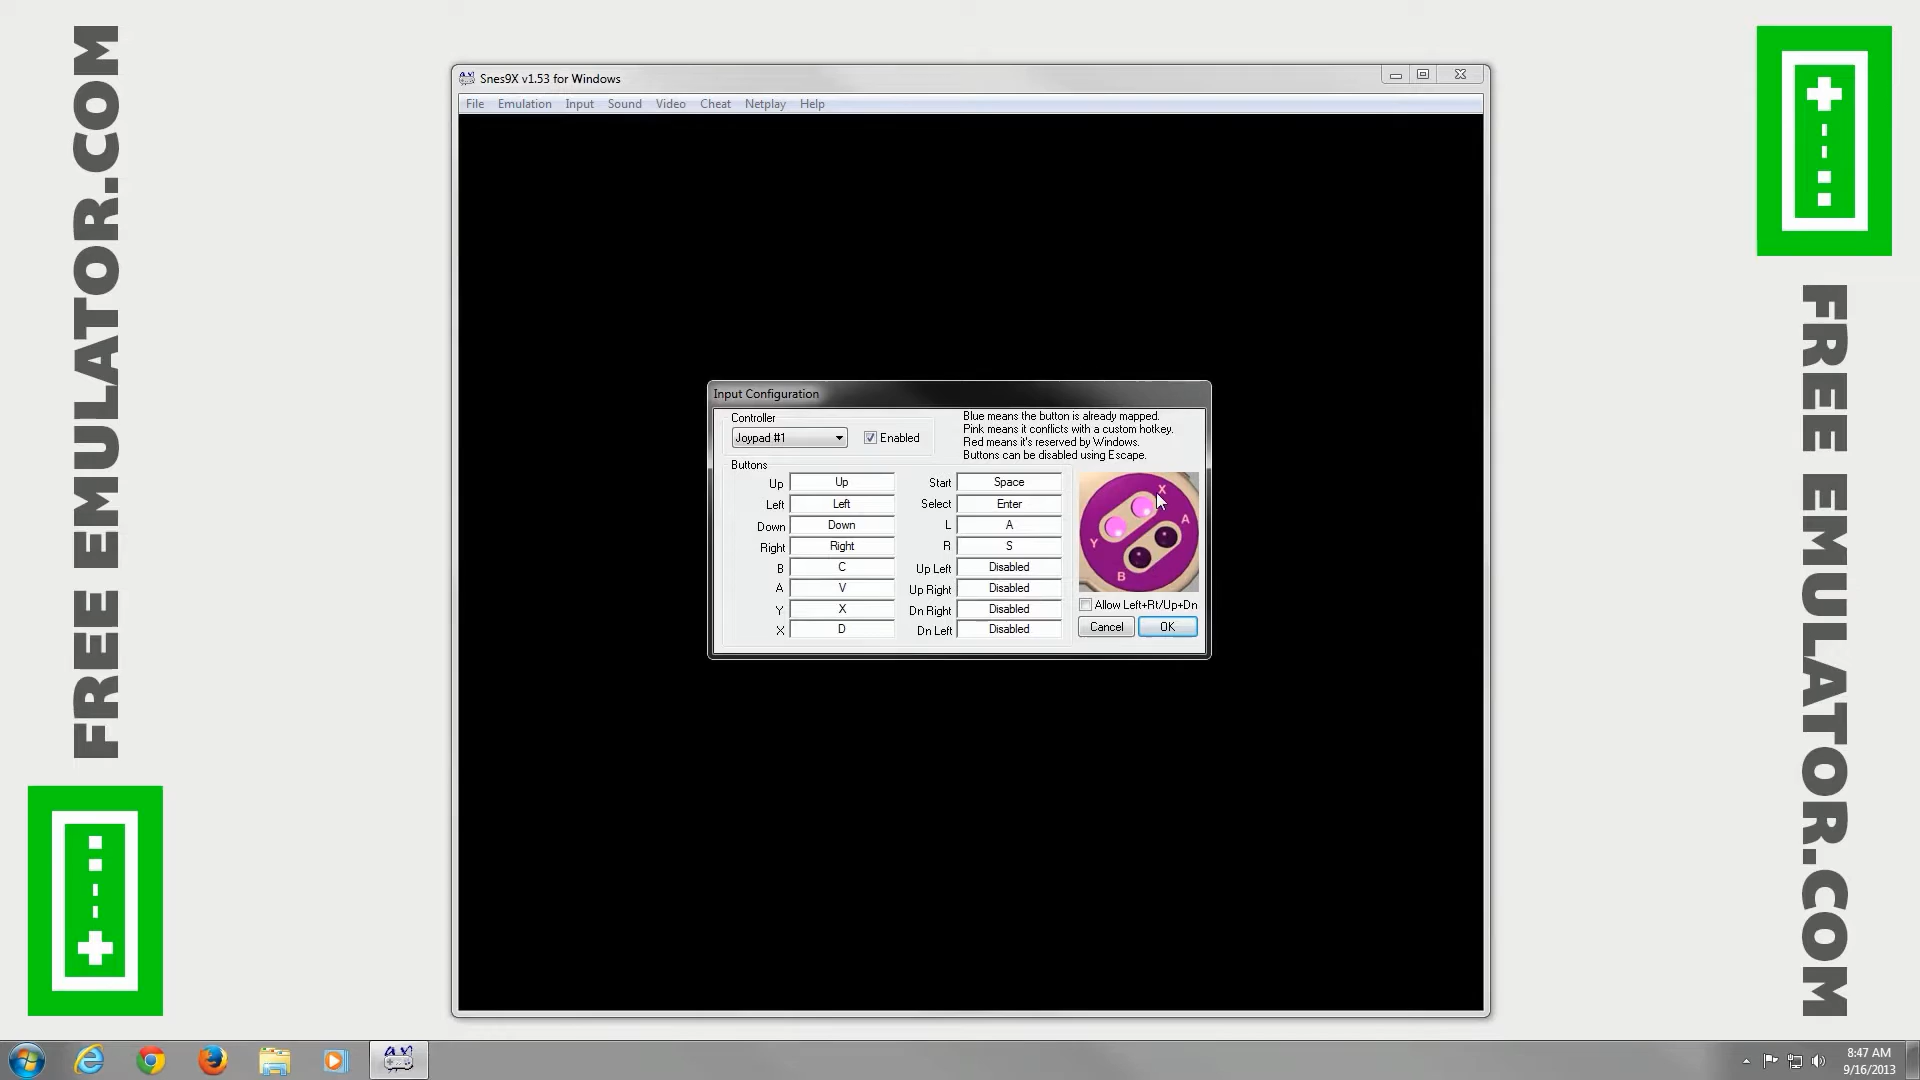 FREE EMULATOR.COM
Snes9X v1.53 for Windows
File Emulation Input Sound Video Cheat Netplay Help
Input Configuration
Controller
Joypad #1
Enabled
Blue means the button is already mapped.
Pink means it conflicts with a custom hotkey.
Red means it's reserved by Windows.
Buttons can be disabled using Escape.
Buttons
Up Up Start Space
Left Left Select Enter
Down Down L A
Right Right R S
B C Up Left Disabled
A V Up Right Disabled
Y X Dn Right Disabled
X D Dn Left Disabled
X
A
Y
B
Allow Left+Rt/Up+Dn
Cancel OK
FREE EMULATOR.COM
8:47 AM
9/16/2013